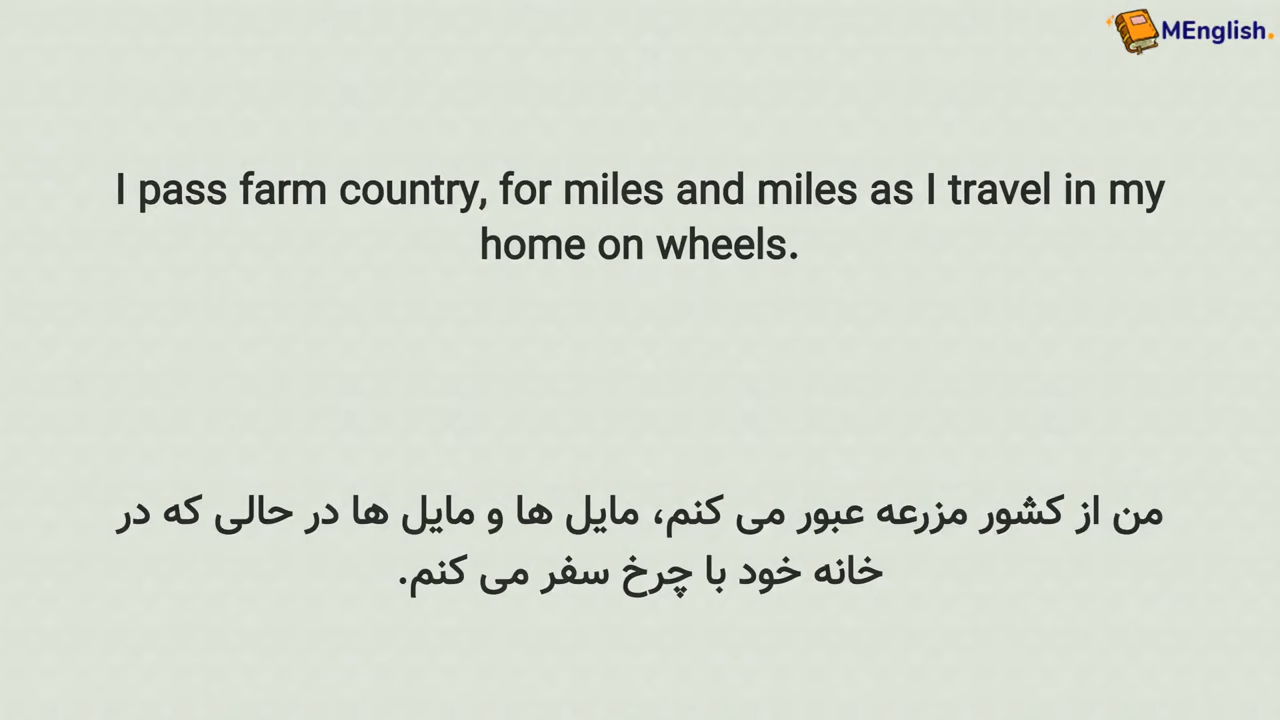 MEnglish.
I pass farm country, for miles and miles as I travel in my
home on wheels.
من از کشور مزرعه عبور می کنم، مایل ها و مایل ها در حالی که در
خانه خود با چرخ سفر می کنم.